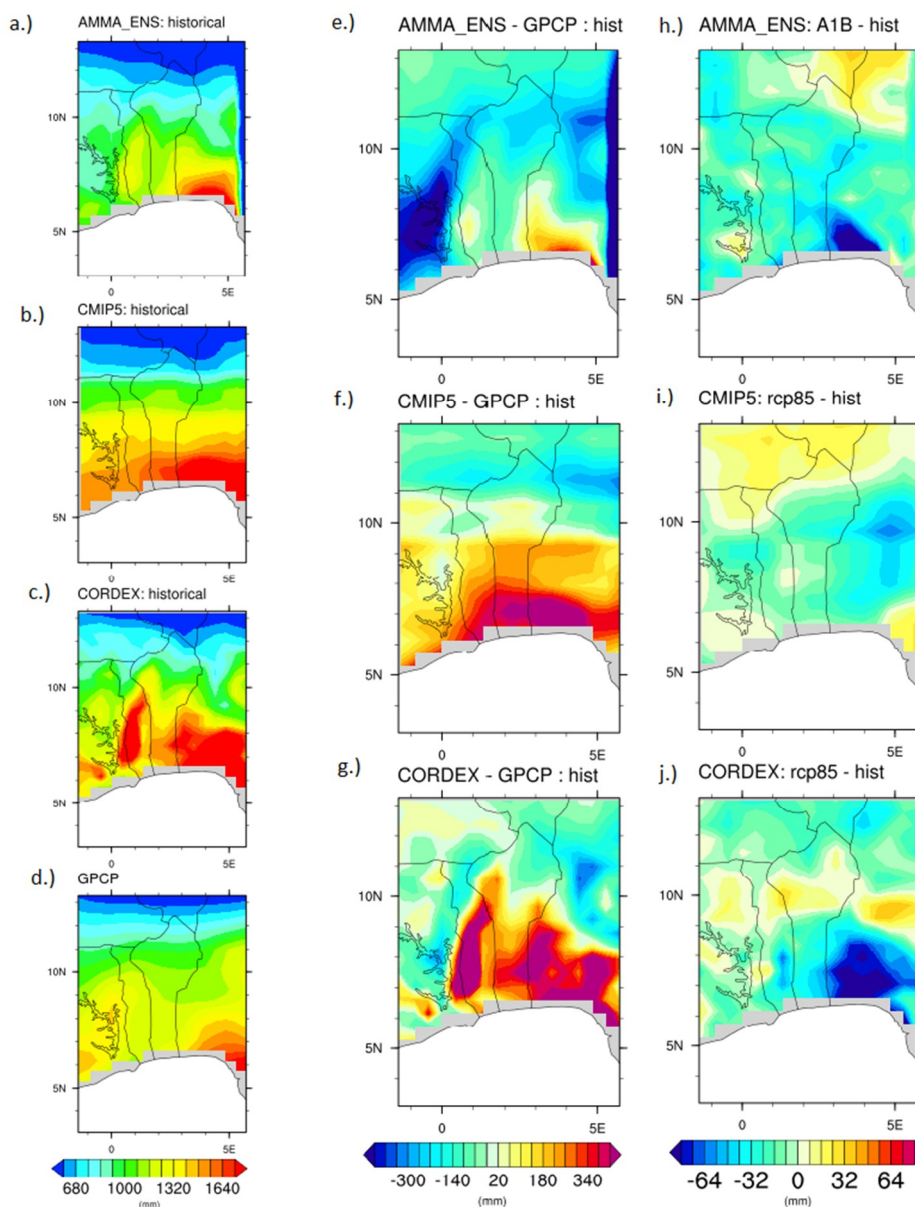 a.)
AMMA_ENS: historical
10N
5N
0
5E
b.)
CMIP5: historical
10N
5N
0
5E
c.)
CORDEX: historical
10N
5N
0
5E
d.)
GPCP
10N
5N
0
5E
680 1000 1320 1640
(mm)
e.)
AMMA_ENS - GPCP : hist
10N
5N
0
5E
f.)
CMIP5 - GPCP : hist
10N
5N
0
5E
g.)
CORDEX - GPCP : hist
10N
5N
0
5E
-300 -140 20 180 340
(mm)
h.)
AMMA_ENS: A1B - hist
10N
5N
0
5E
i.)
CMIP5: rcp85 - hist
10N
5N
0
5E
j.)
CORDEX: rcp85 - hist
10N
5N
0
5E
-64 -32 0 32 64
(mm)